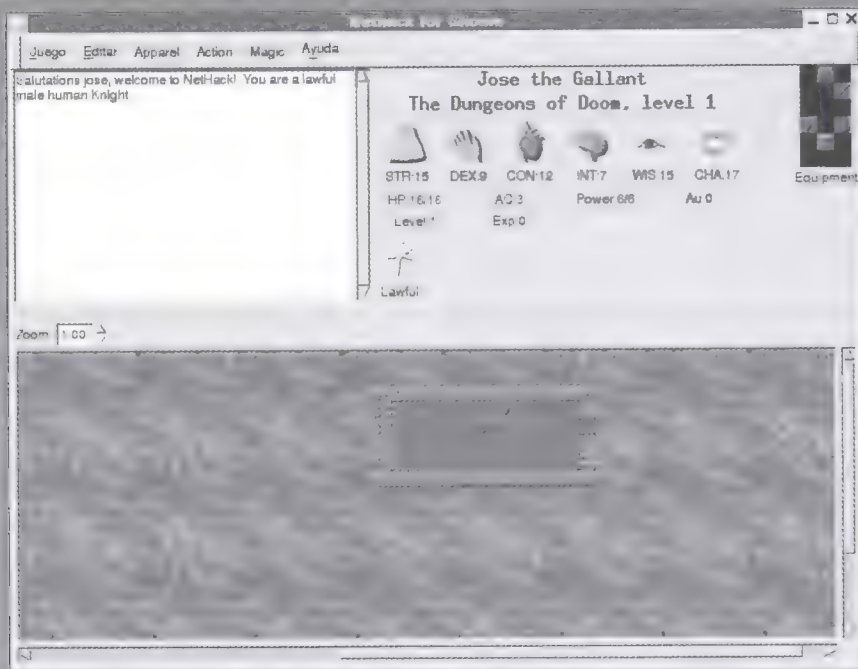 NetHack for Gnome
Juego Editar Apparel Action Magic Ayuda
Salutations jose, welcome to NetHack! You are a lawful
male human Knight
Jose the Gallant
The Dungeons of Doom, level 1
STR:15 DEX:9 CON:12 INT:7 WIS:15 CHA:17
HP:16/16 AC:3 Power:6/6 Au:0
Level:1 Exp:0
Lawful
Equipment
Zoom 1.00